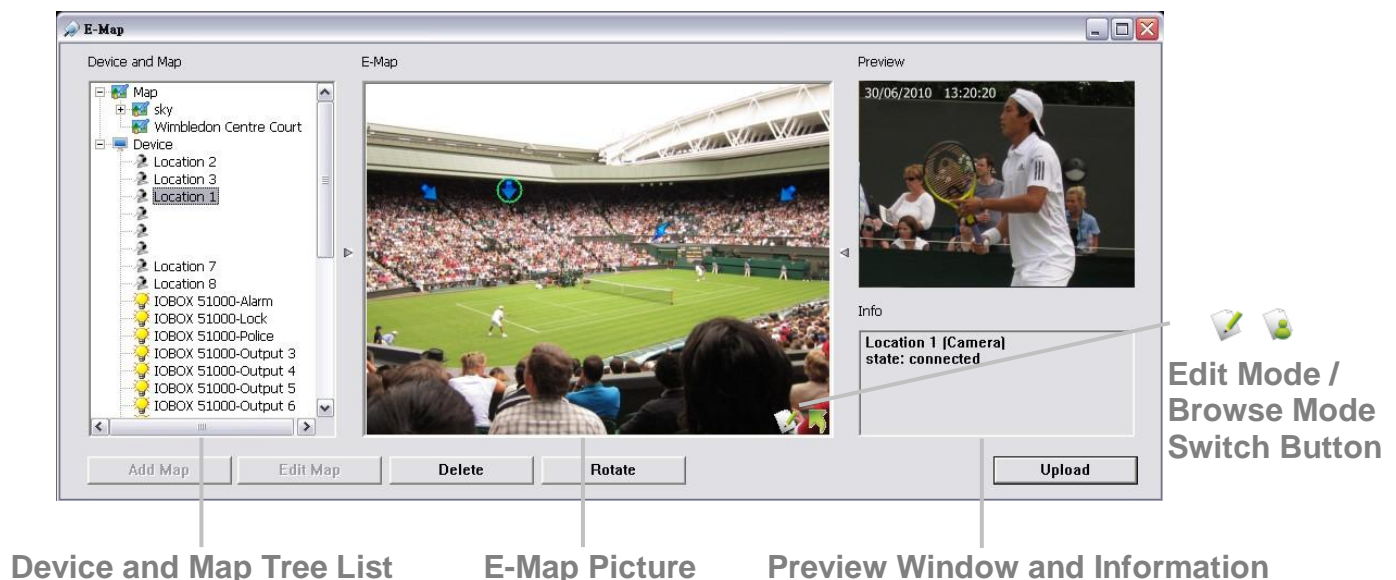 E-Map
Device and Map
E-Map
Preview
Map
sky
Wimbledon Centre Court
Device
Location 2
Location 3
Location 1
Location 7
Location 8
IOBOX 51000-Alarm
IOBOX 51000-Lock
IOBOX 51000-Police
IOBOX 51000-Output 3
IOBOX 51000-Output 4
IOBOX 51000-Output 5
IOBOX 51000-Output 6
30/06/2010 13:20:20
Info
Location 1 (Camera)
state: connected
Edit Mode /
Browse Mode
Switch Button
Add Map
Edit Map
Delete
Rotate
Upload
Device and Map Tree List
E-Map Picture
Preview Window and Information